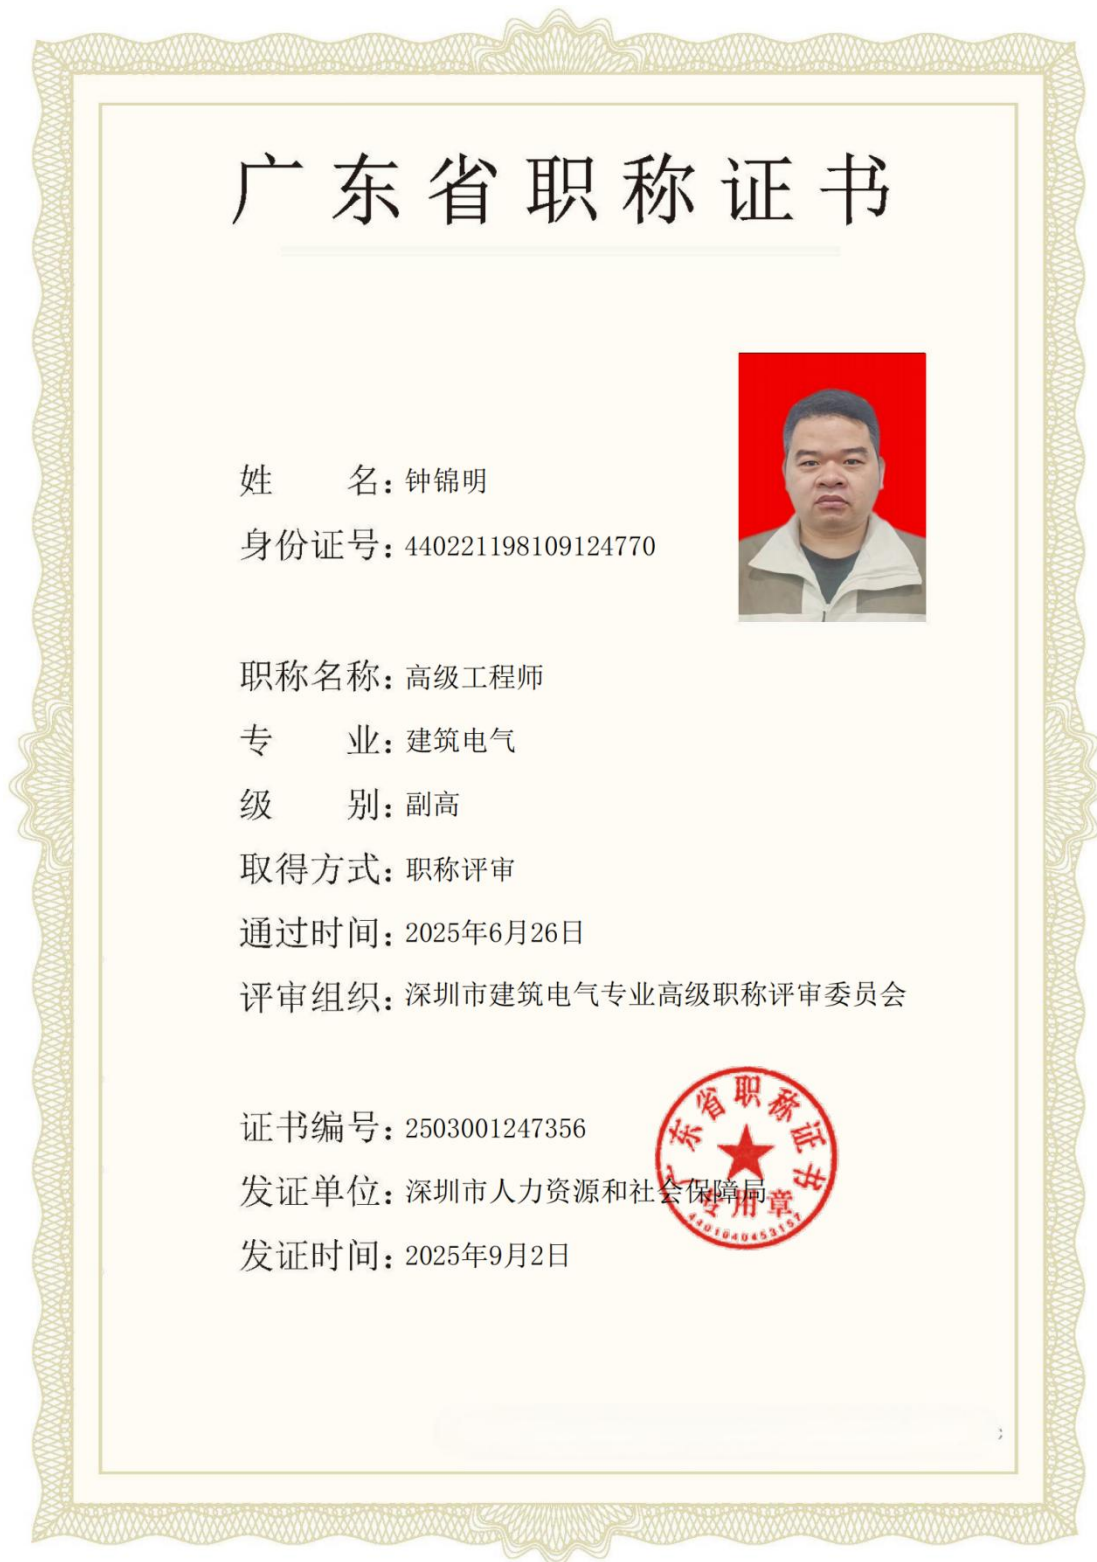 广东省职称证书
姓 名：钟锦明
身份证号：440221198109124770
职称名称：高级工程师
专 业：建筑电气
级 别：副高
取得方式：职称评审
通过时间：2025年6月26日
评审组织：深圳市建筑电气专业高级职称评审委员会
证书编号：2503001247356
发证单位：深圳市人力资源和社会保障局
发证时间：2025年9月2日
广东省职称证书
专用章
4401040453157